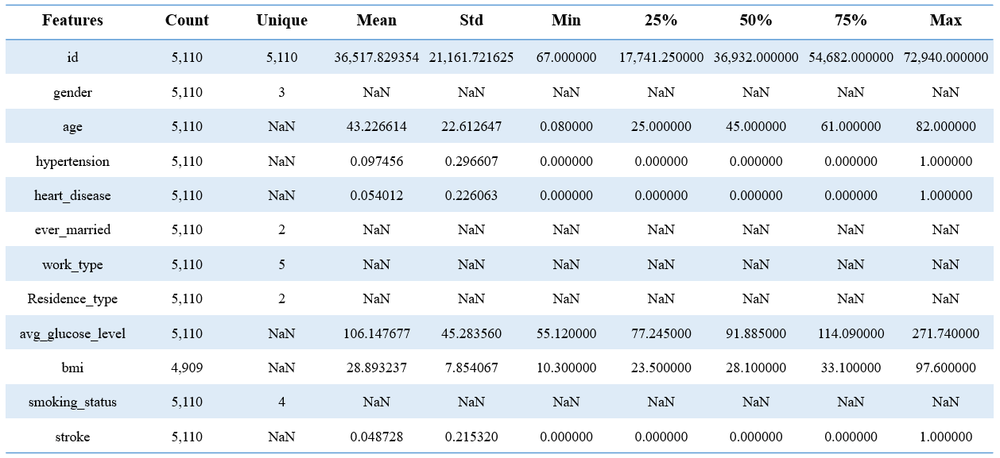 Features Count Unique Mean Std Min 25% 50% 75% Max
id 5,110 5,110 36,517.829354 21,161.721625 67.000000 17,741.250000 36,932.000000 54,682.000000 72,940.000000
gender 5,110 3 NaN NaN NaN NaN NaN NaN NaN
age 5,110 NaN 43.226614 22.612647 0.080000 25.000000 45.000000 61.000000 82.000000
hypertension 5,110 NaN 0.097456 0.296607 0.000000 0.000000 0.000000 0.000000 1.000000
heart_disease 5,110 NaN 0.054012 0.226063 0.000000 0.000000 0.000000 0.000000 1.000000
ever_married 5,110 2 NaN NaN NaN NaN NaN NaN NaN
work_type 5,110 5 NaN NaN NaN NaN NaN NaN NaN
Residence_type 5,110 2 NaN NaN NaN NaN NaN NaN NaN
avg_glucose_level 5,110 NaN 106.147677 45.283560 55.120000 77.245000 91.885000 114.090000 271.740000
bmi 4,909 NaN 28.893237 7.854067 10.300000 23.500000 28.100000 33.100000 97.600000
smoking_status 5,110 4 NaN NaN NaN NaN NaN NaN NaN
stroke 5,110 NaN 0.048728 0.215320 0.000000 0.000000 0.000000 0.000000 1.000000